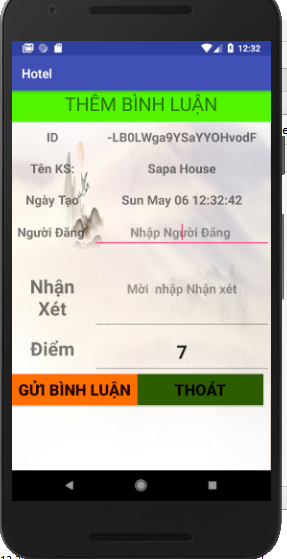 12:32
Hotel
THÊM BÌNH LUẬN
ID -LB0LWga9YSaYYOHvodF
Tên KS: Sapa House
Ngày Tạo Sun May 06 12:32:42
Người Đăng Nhập Người Đăng
Nhận Xét Mời nhập Nhận xét
Điểm 7
GỬI BÌNH LUẬN THOÁT